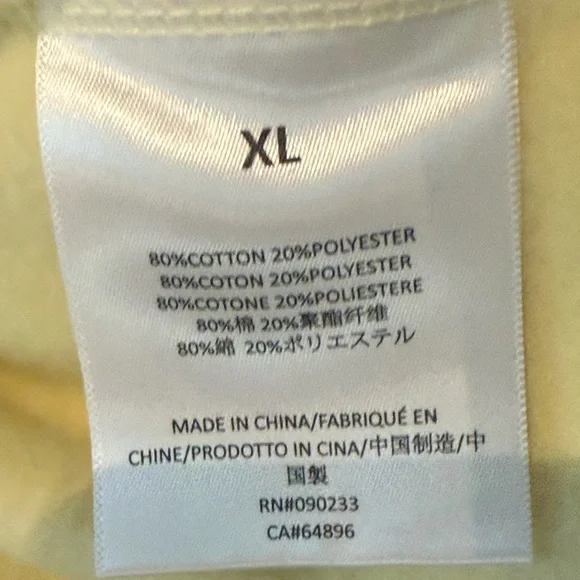 XL
80%COTTON 20%POLYESTER
80%COTON 20%POLYESTER
80%COTONE 20%POLIESTERE
80%棉 20%聚酯纤维
80%綿 20%ポリエステル
MADE IN CHINA/FABRIQUÉ EN
CHINE/PRODOTTO IN CINA/中国制造/中
国製
RN#090233
CA#64896